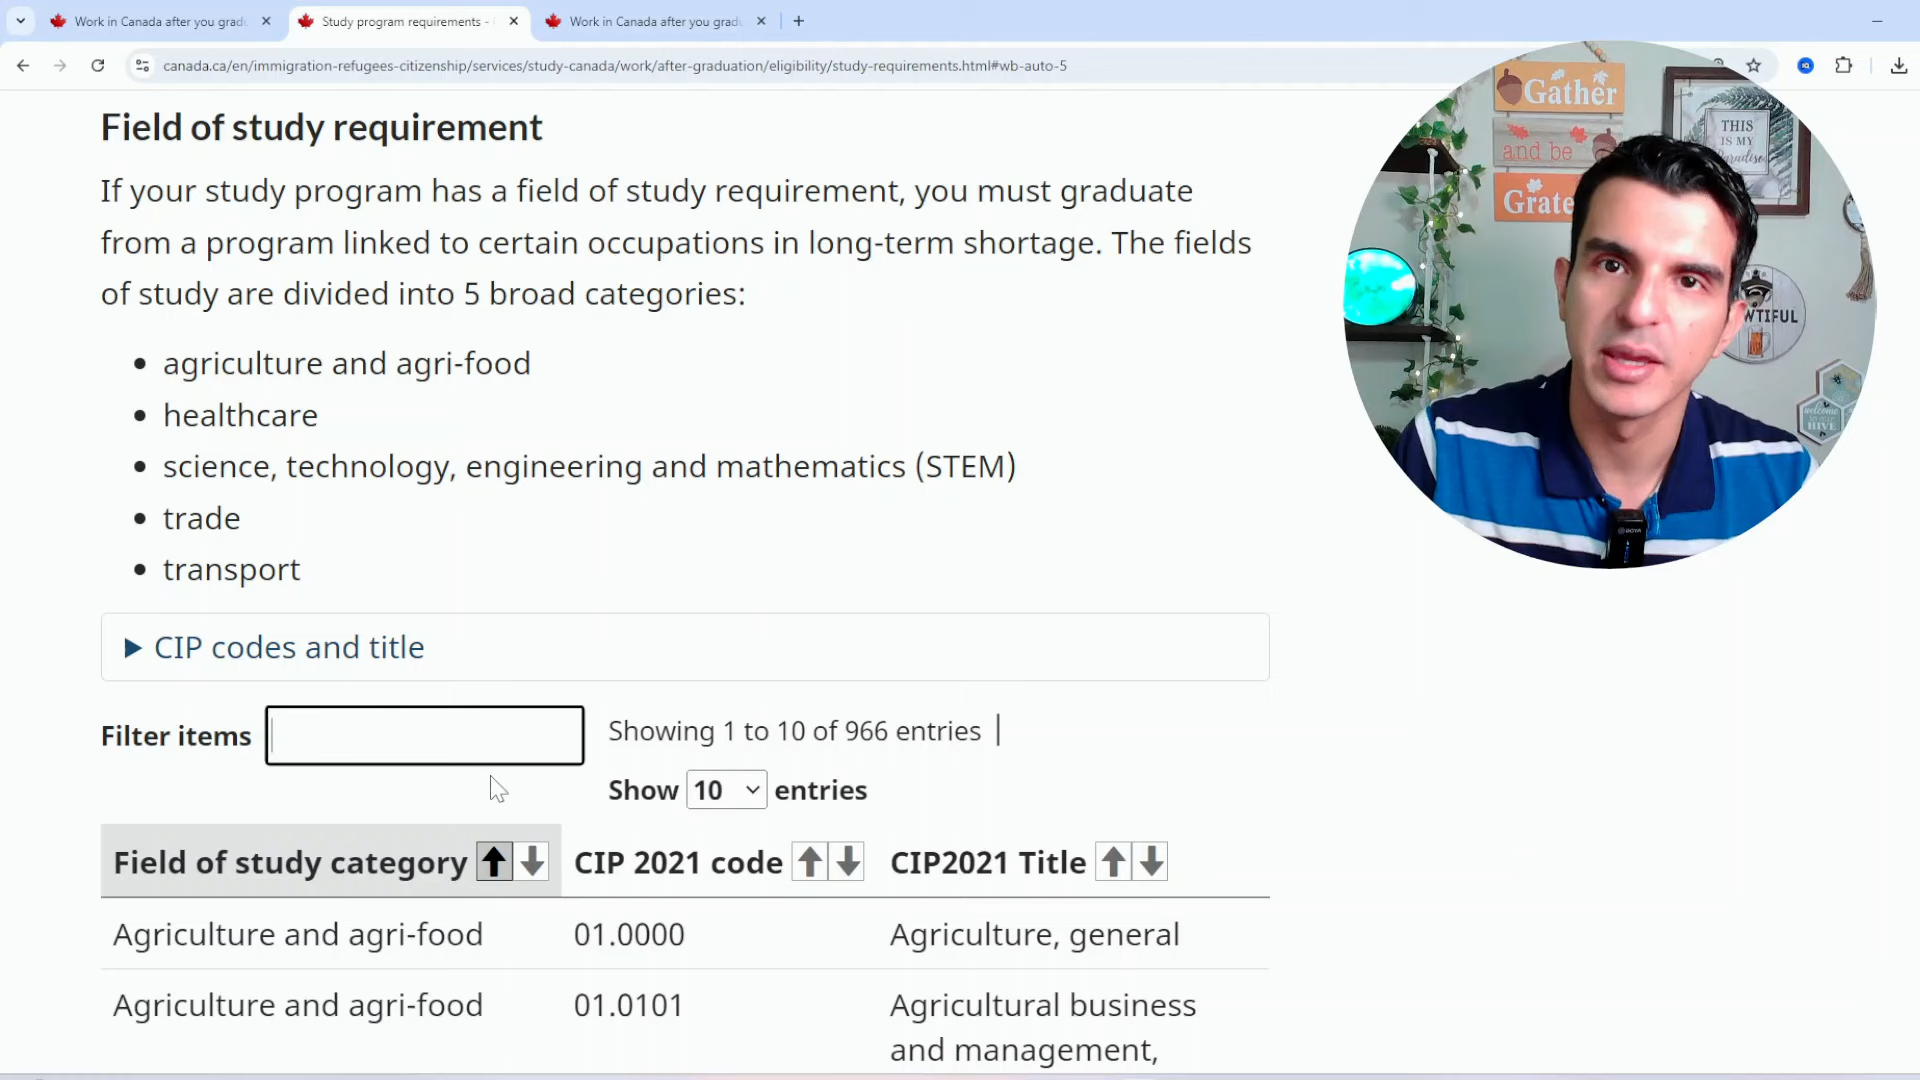 Work in Canada after you gradu
Study program requirements -
Work in Canada after you gradu
canada.ca/en/immigration-refugees-citizenship/services/study-canada/work/after-graduation/eligibility/study-requirements.html#wb-auto-5
Field of study requirement
If your study program has a field of study requirement, you must graduate
from a program linked to certain occupations in long-term shortage. The fields
of study are divided into 5 broad categories:
• agriculture and agri-food
• healthcare
• science, technology, engineering and mathematics (STEM)
• trade
• transport
CIP codes and title
Filter items
Showing 1 to 10 of 966 entries |
Show 10 entries
Field of study category CIP 2021 code CIP2021 Title
Agriculture and agri-food 01.0000 Agriculture, general
Agriculture and agri-food 01.0101 Agricultural business
and management,
Gather
and be
Grate
THIS
IS MY
Paradise
WTIFUL
welcome
HIVE
BOYA